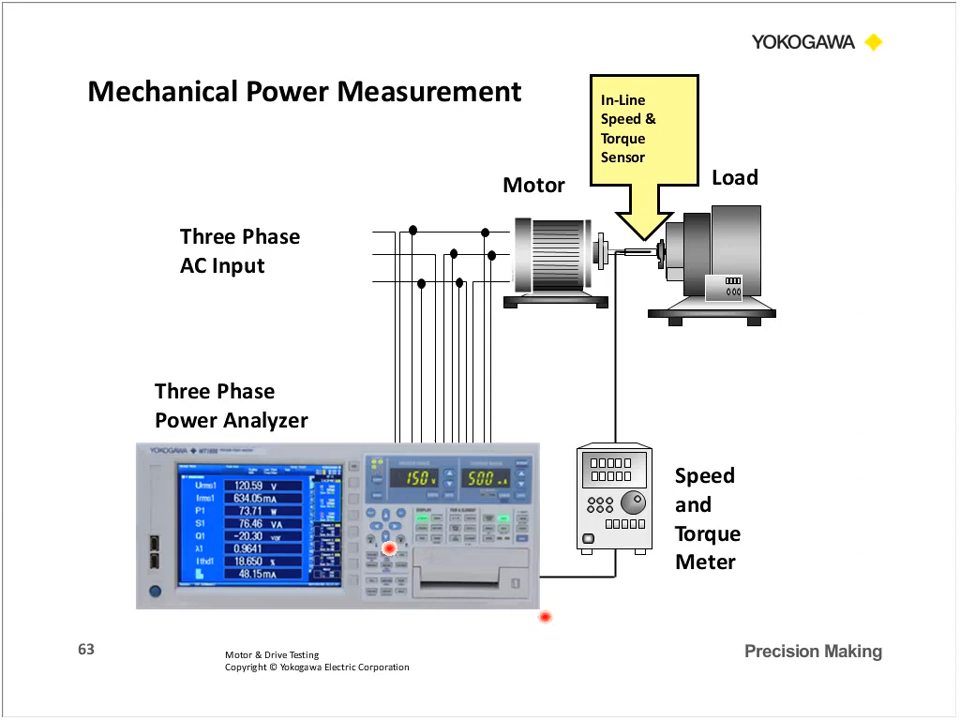 YOKOGAWA
Mechanical Power Measurement
In-Line
Speed &
Torque
Sensor
Motor
Load
Three Phase
AC Input
Three Phase
Power Analyzer
YOKOGAWA
Urms1 120.59 V
Irms1 634.05mA
P1 73.71 W
S1 76.46 VA
Q1 -20.30 var
λ1 0.9641
Ithd1 18.650 %
48.15mA
150 V
500 mA
Speed
and
Torque
Meter
63
Motor & Drive Testing
Copyright © Yokogawa Electric Corporation
Precision Making